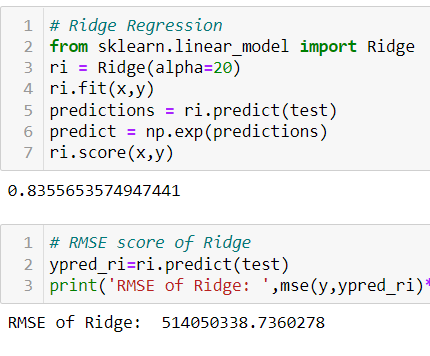 1 # Ridge Regression
2 from sklearn.linear_model import Ridge
3 ri = Ridge(alpha=20)
4 ri.fit(x,y)
5 predictions = ri.predict(test)
6 predict = np.exp(predictions)
7 ri.score(x,y)
0.8355653574947441
1 # RMSE score of Ridge
2 ypred_ri=ri.predict(test)
3 print('RMSE of Ridge: ',mse(y,ypred_ri)*
RMSE of Ridge:  514050338.7360278